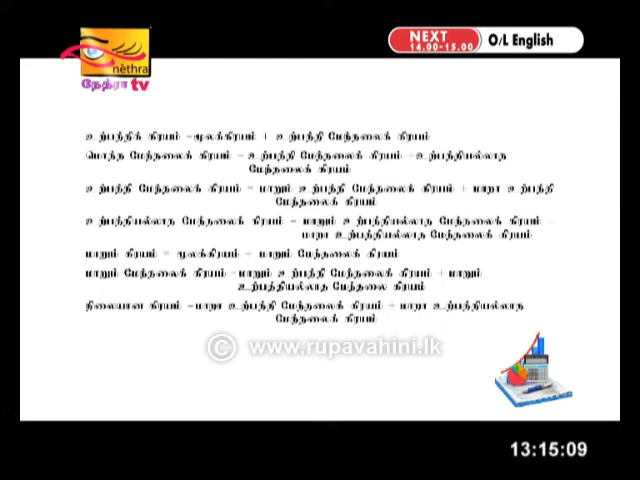 nethra
நேத்ரா tv
NEXT
14.00-15.00
O/L English
உற்பத்திக் கிரயம் =மூலக்கிரயம் + உற்பத்தி மேந்தலைக் கிரயம்
மொத்த மேந்தலைக் கிரயம் = உற்பத்தி மேந்தலைக் கிரயம் +உற்பத்தியல்லாத
மேந்தலைக் கிரயம்
உற்பத்தி மேந்தலைக் கிரயம் = மாறும் உற்பத்தி மேந்தலைக் கிரயம் + மாறா உற்பத்தி
மேந்தலைக் கிரயம்
உற்பத்தியல்லாத மேந்தலைக் கிரயம் = மாறும் உற்பத்தியல்லாத மேந்தலைக் கிரயம் +
மாறா உற்பத்தியல்லாத மேந்தலைக் கிரயம்
மாறும் கிரயம் = மூலக்கிரயம் + மாறும் மேந்தலைக் கிரயம்
மாறும் மேந்தலைக் கிரயம் =மாறும் உற்பத்தி மேந்தலைக் கிரயம் + மாறும்
உற்பத்தியல்லாத மேந்தலை கிரயம்
நிலையான கிரயம் =மாறா உற்பத்தி மேந்தலைக் கிரயம் + மாறா உற்பத்தியல்லாத
மேந்தலைக் கிரயம்
© www.rupavahini.lk
13:15:09